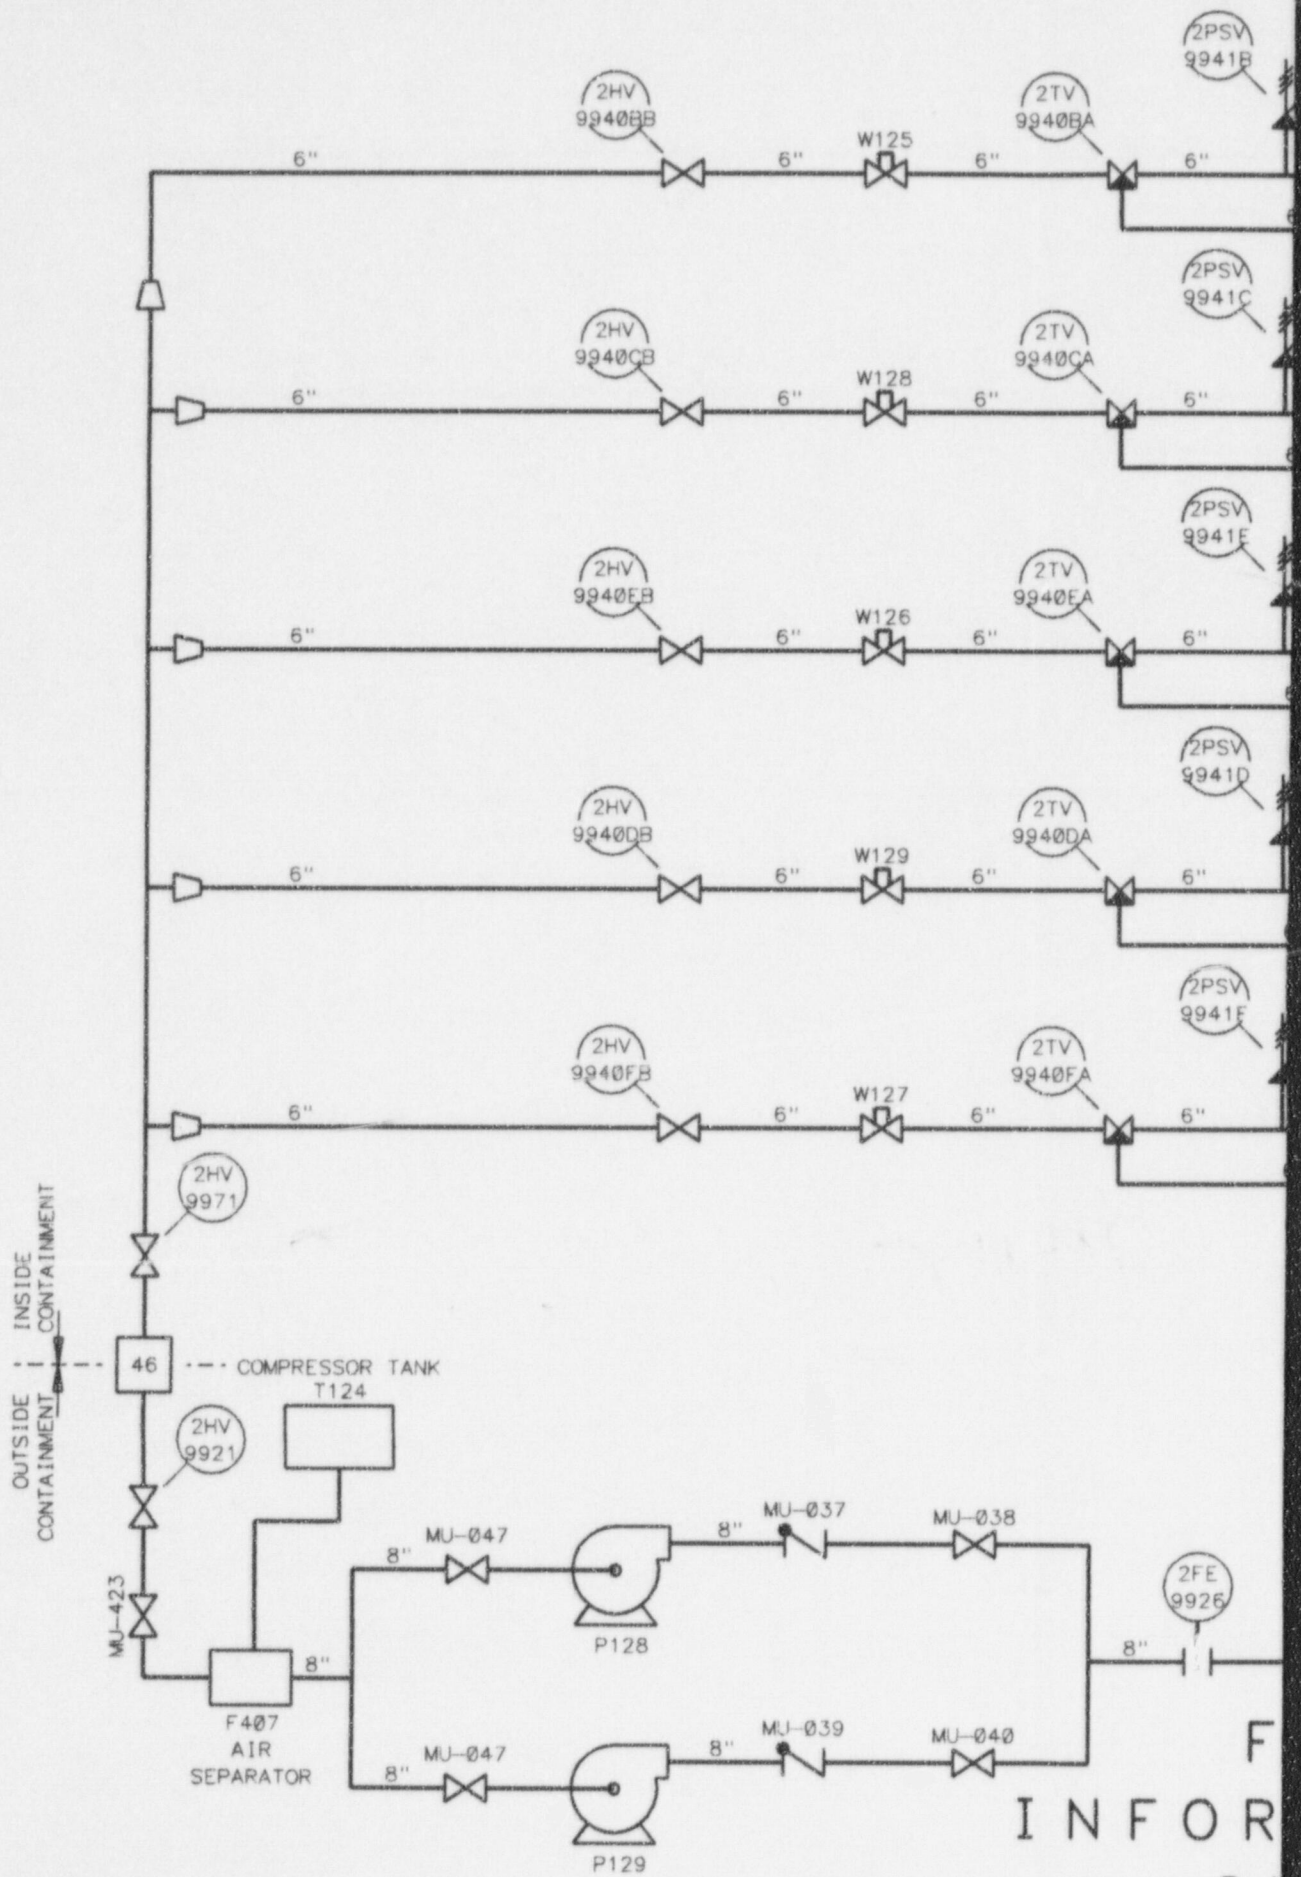 2PSV
9941B
2HV
9940BB
2TV
9940BA
W125
6" 6" 6" 6"
2PSV
9941C
2HV
9940CB
2TV
9940CA
W128
6" 6" 6" 6"
2PSV
9941E
2HV
9940EB
2TV
9940EA
W126
6" 6" 6" 6"
2PSV
9941D
2HV
9940DB
2TV
9940DA
W129
6" 6" 6" 6"
2PSV
9941F
2HV
9940FB
2TV
9940FA
W127
6" 6" 6" 6"
2HV
9971
INSIDE
CONTAINMENT
46
COMPRESSOR TANK
T124
OUTSIDE
CONTAINMENT
2HV
9921
MU-423
MU-047
8"
8"
MU-037
MU-038
P128
2FE
9926
8"
8"
F407
AIR
SEPARATOR
MU-047
8"
8"
MU-039
MU-040
P129
F
INFOR